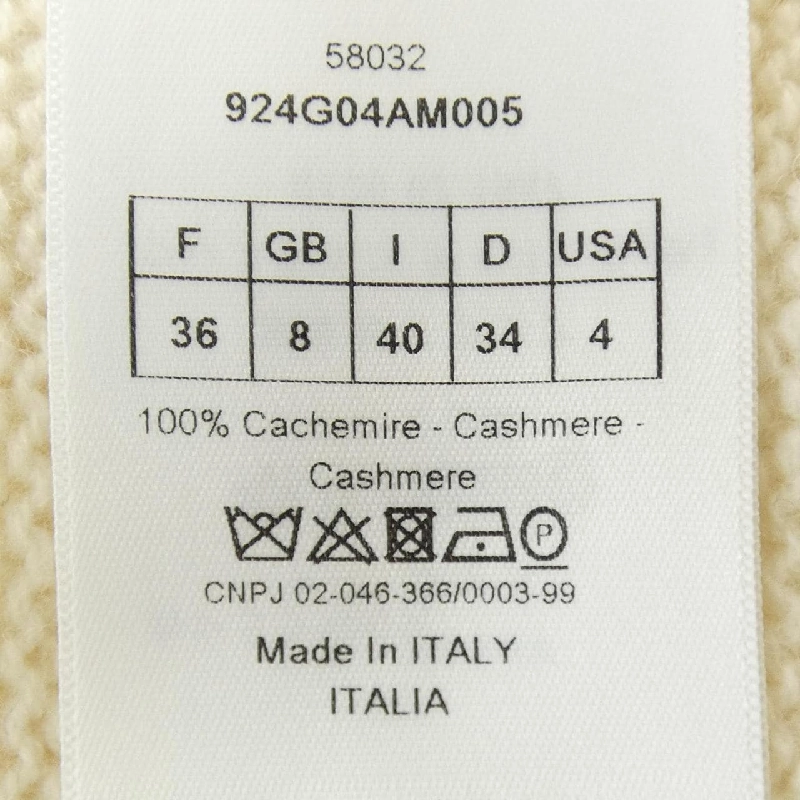 58032
924G04AM005
F GB I D USA
36 8 40 34 4
100% Cachemire - Cashmere -
Cashmere
P
CNPJ 02-046-366/0003-99
Made In ITALY
ITALIA